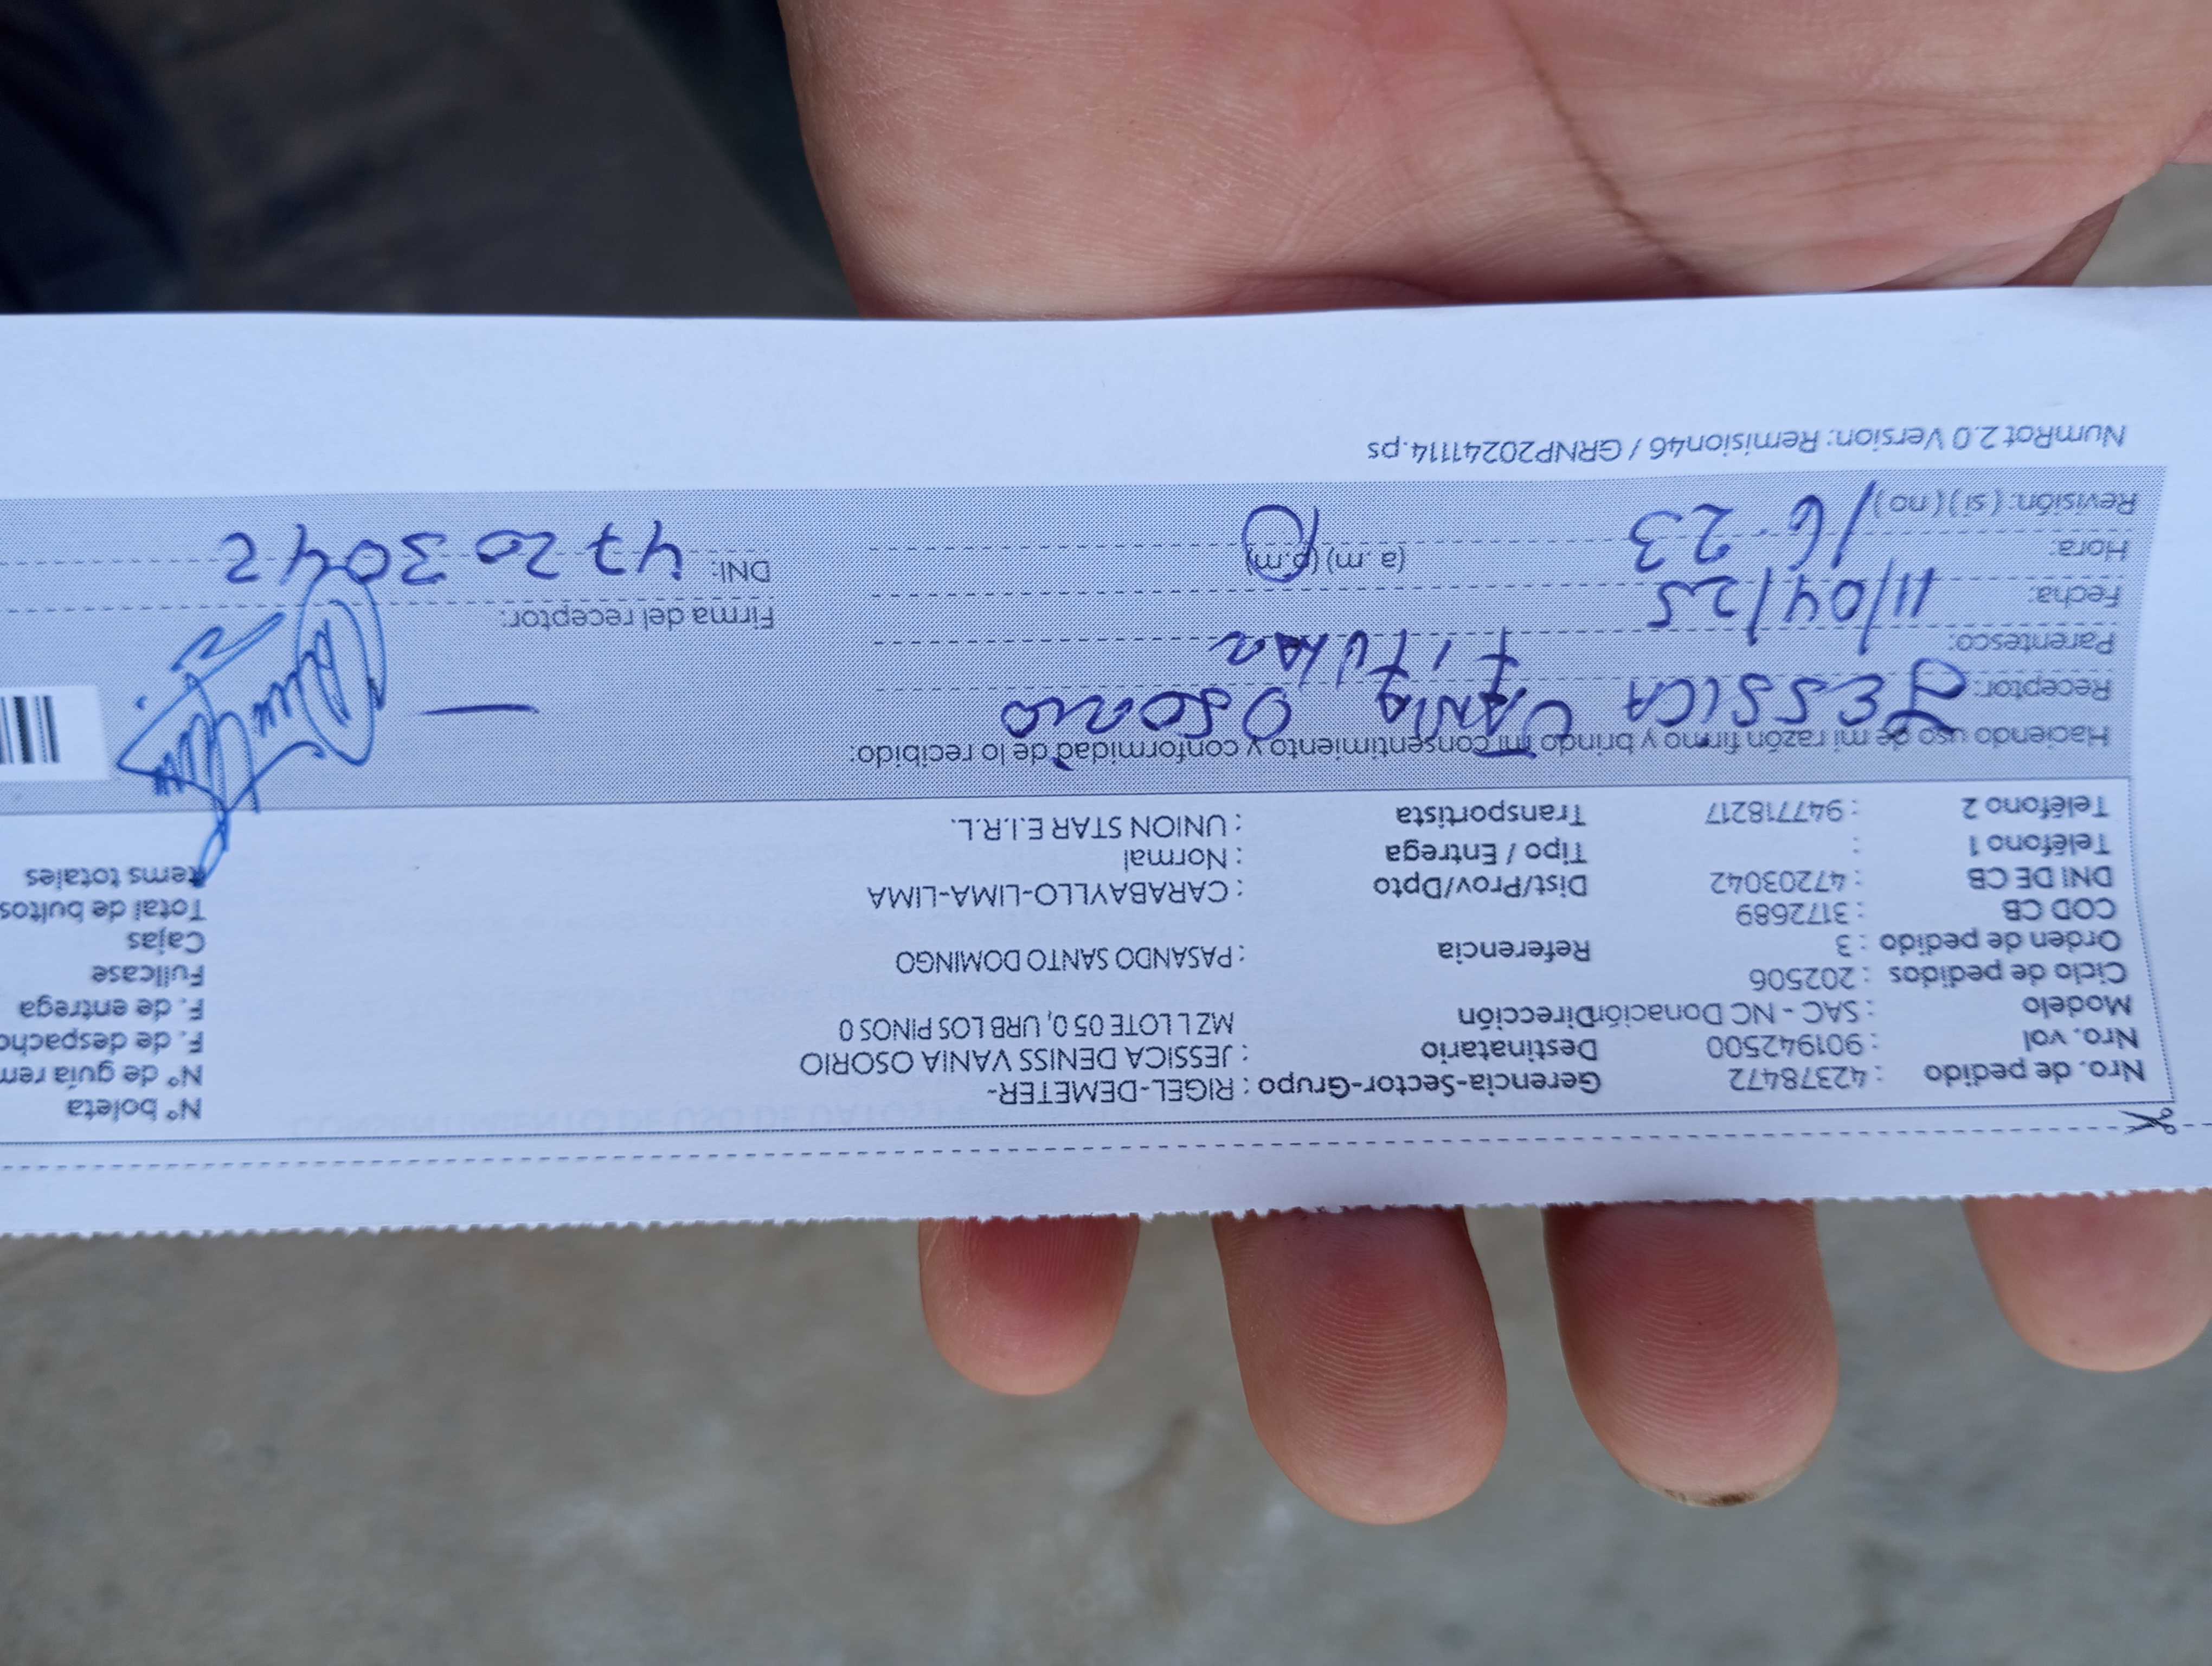 Nro. de pedido : 42378472 Gerencia-Sector-Grupo : RIGEL-DEMETER- N° boleta
Nro. vol : 901942500 Destinatario : JESSICA DENISS VANIA OSORIO N° de guía rem
Modelo : SAC - NC Donación Dirección MZ L LOTE 05 0, URB LOS PINOS 0 F. de despacho
Ciclo de pedidos : 202506 F. de entrega
Orden de pedido : 3 Referencia : PASANDO SANTO DOMINGO Fullcase
COD CB : 3172689 Cajas
DNI DE CB : 47203042 Dist/Prov/Dpto : CARABAYLLO-LIMA-LIMA Total de bultos
Teléfono 1 : Tipo / Entrega : Normal Items totales
Teléfono 2 : 947718217 Transportista : UNION STAR E.I.R.L.
Haciendo uso de mi razón firmo y brindo mi consentimiento y conformidad de lo recibido:
Receptor: JESSICA VANIA OSORIO
Parentesco: TITULAR
Fecha: 11/04/25 Firma del receptor:
Hora: 16-23 (a.m) (p.m) DNI: 47203042
Revisión: (si) (no)
NumRot 2.0 Version: Remision46 / GRNP20241114.ps